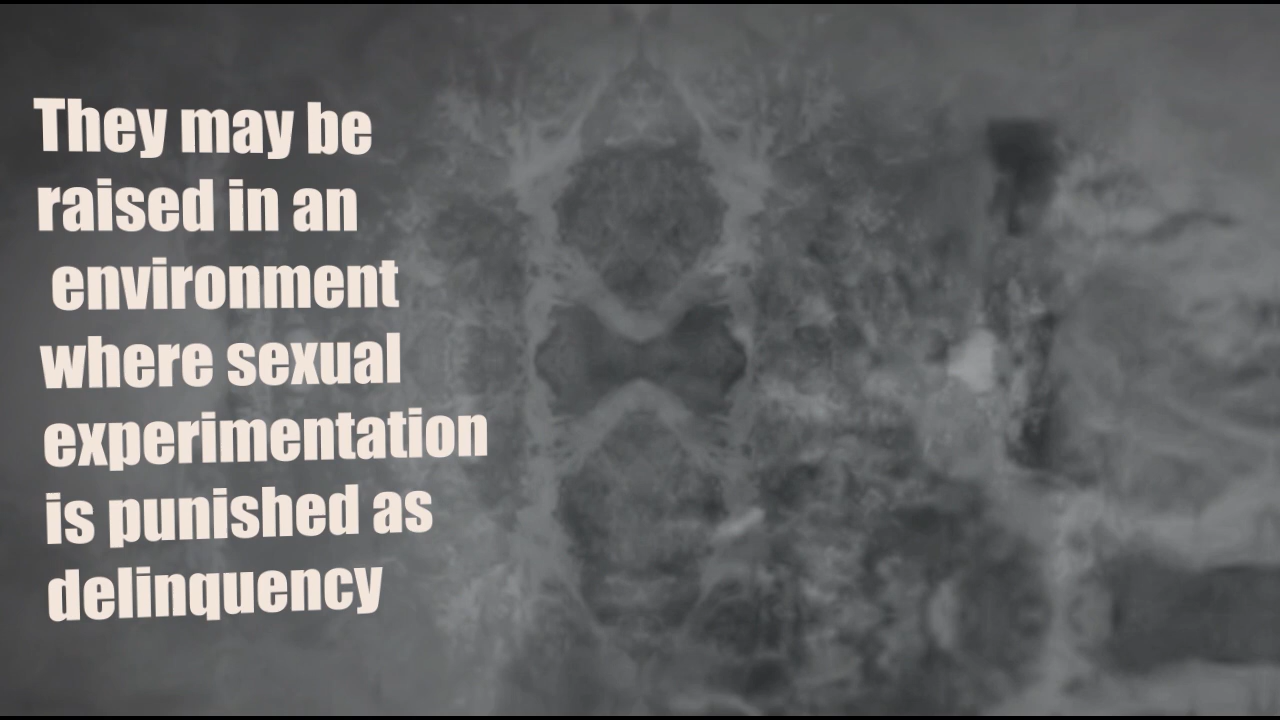 They may be
raised in an
environment
where sexual
experimentation
is punished as
delinquency